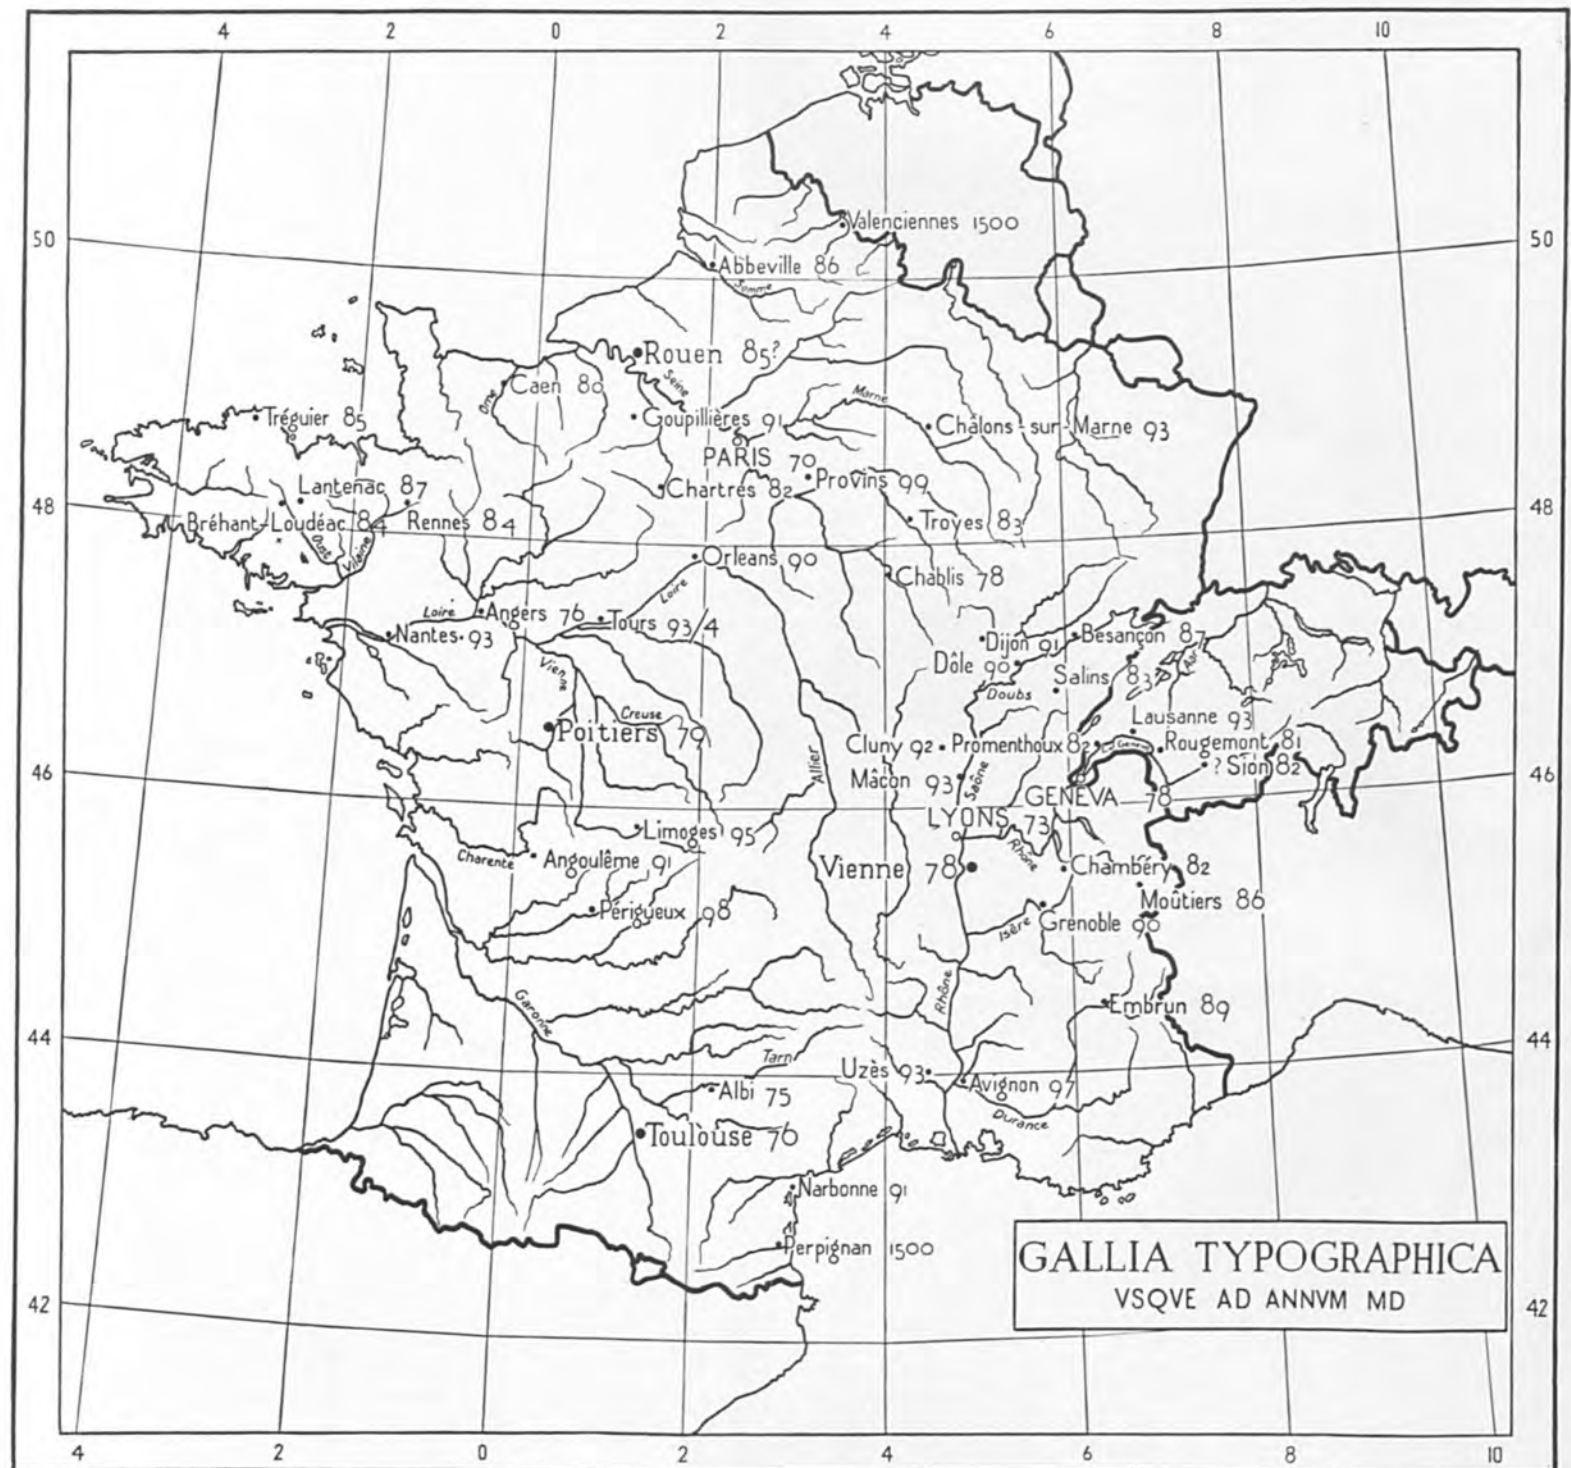 4 2 0 2 4 6 8 10
50 50
Valenciennes 1500
Abbeville 86
Somme
Rouen 85?
Caen 80
Orne
Seine
Marne
Tréguier 85
Goupillières 91
Châlons-sur-Marne 93
PARIS 70
Provins 99
Lantenac 87
Chartres 82
48 48
Bréhant-Loudéac 84
Rennes 84
Troyes 83
Oust
Vilaine
Orleans 90
Chablis 78
Loire
Loire
Angers 76
Tours 93/4
Nantes 93
Dijon 91
Besançon 87
Dôle 90
Aar
Salins 83
Doubs
Vienne
Creuse
Lausanne 93
Poitiers 79
Cluny 92
Promenthoux 82
L. Geneva
Rougemont 81
? Sion 82
46 46
Allier
Mâcon 93
Saône
GENEVA 78
LYONS 73
Limoges 95
Charente
Angoulême 91
Rhône
Vienne 78
Chambéry 82
Moûtiers 86
Périgueux 98
Isère
Grenoble 90
Garonne
Rhône
Embrun 89
44 44
Tarn
Uzès 93
Albi 75
Avignon 97
Durance
Toulouse 76
Narbonne 91
Perpignan 1500
GALLIA TYPOGRAPHICA
VSQVE AD ANNVM MD
42 42
4 2 0 2 4 6 8 10